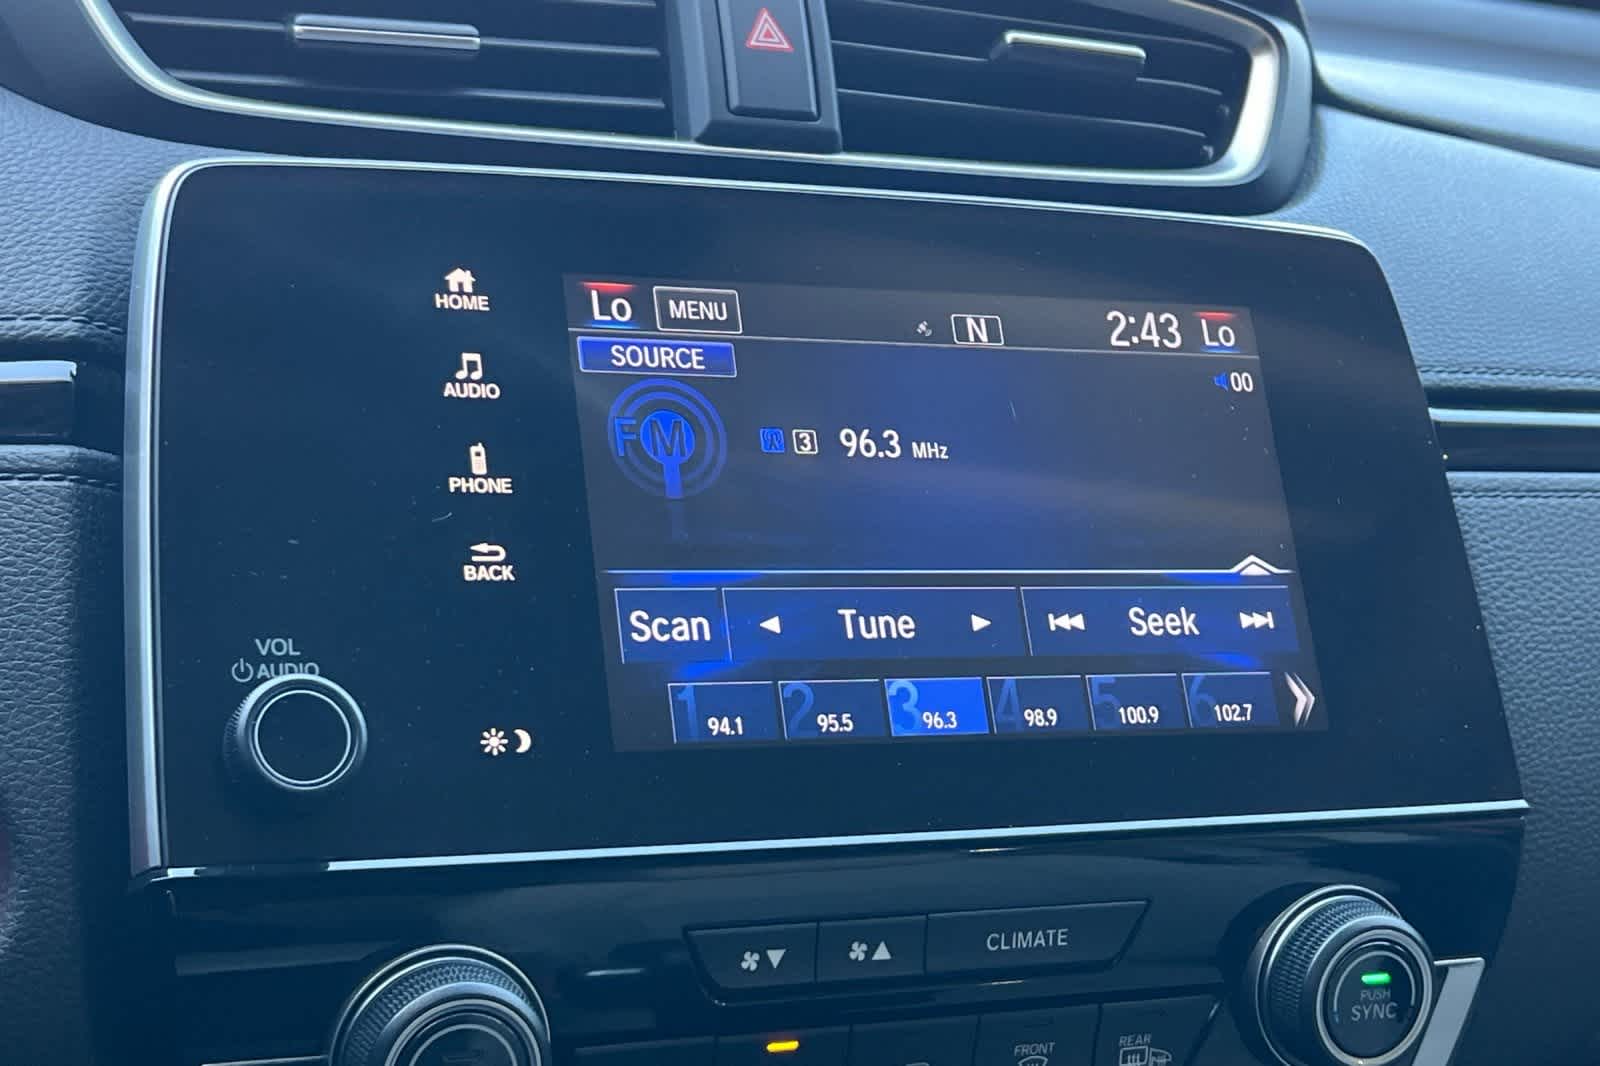 HOME
AUDIO
PHONE
BACK
VOL
AUDIO
Lo MENU N 2:43 Lo
SOURCE
00
FM 3 96.3 MHz
Scan Tune Seek
1 94.1 2 95.5 3 96.3 4 98.9 5 100.9 6 102.7
CLIMATE
PUSH
SYNC
FRONT
REAR